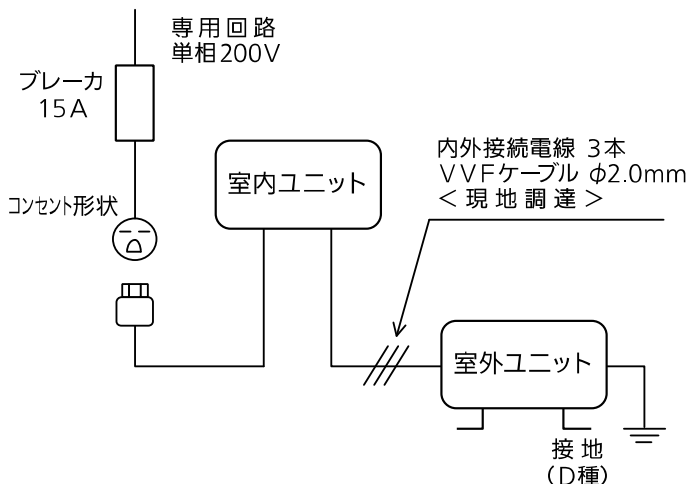 専用回路
単相200V
ブレーカ
15A
コンセント形状
室内ユニット
内外接続電線 3本
VVFケーブル φ2.0mm
<現地調達>
室外ユニット
接地
(D種)